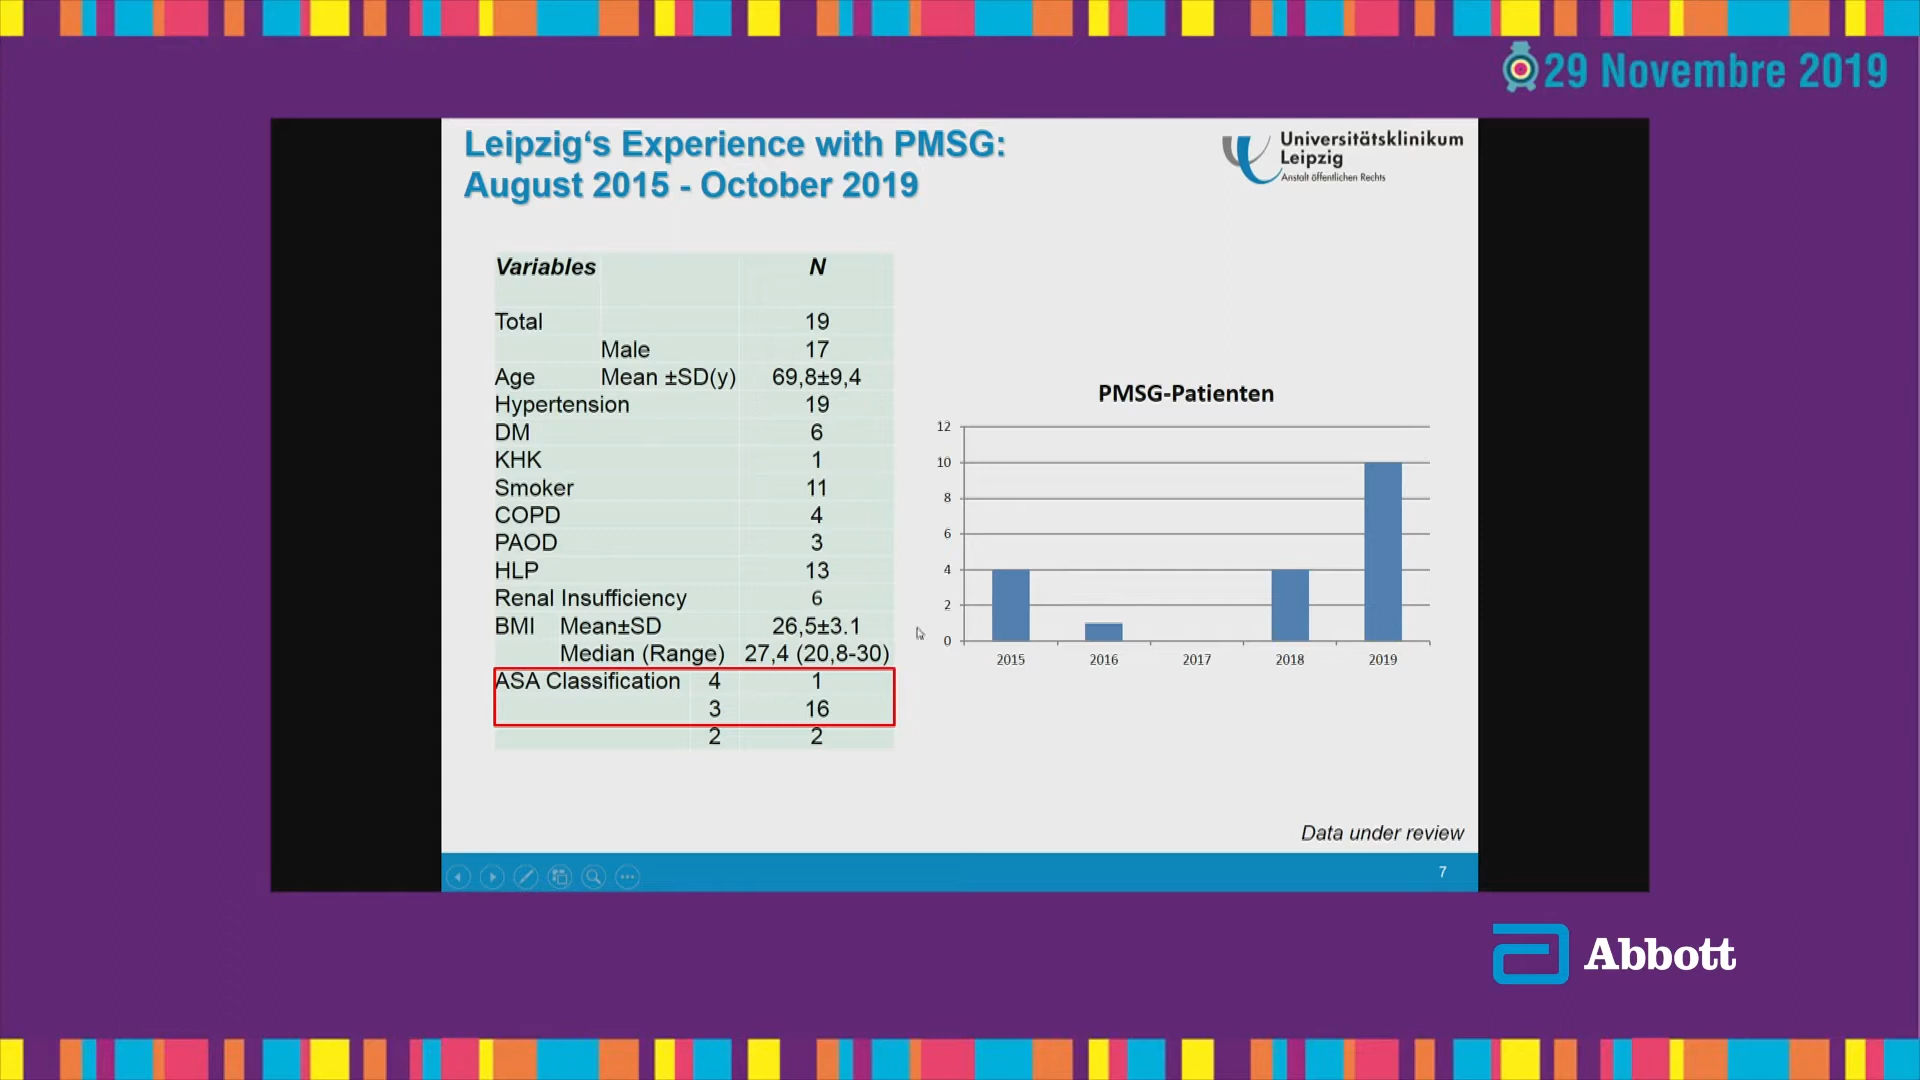 29 Novembre 2019
Leipzig‘s Experience with PMSG:
August 2015 - October 2019
Universitätsklinikum
Leipzig
Anstalt öffentlichen Rechts
Variables N
Total 19
Male 17
Age Mean ±SD(y) 69,8±9,4
Hypertension 19
DM 6
KHK 1
Smoker 11
COPD 4
PAOD 3
HLP 13
Renal Insufficiency 6
BMI Mean±SD 26,5±3.1
Median (Range) 27,4 (20,8-30)
ASA Classification 4 1
3 16
2 2
PMSG-Patienten
12
10
8
6
4
2
0
2015 2016 2017 2018 2019
Data under review
7
Abbott